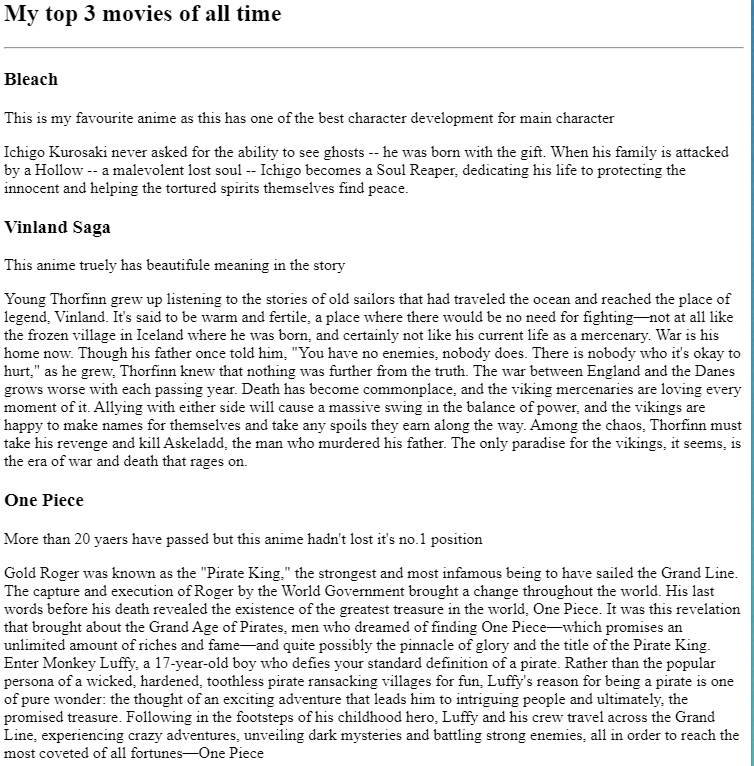 My top 3 movies of all time
Bleach
This is my favourite anime as this has one of the best character development for main character
Ichigo Kurosaki never asked for the ability to see ghosts -- he was born with the gift. When his family is attacked
by a Hollow -- a malevolent lost soul -- Ichigo becomes a Soul Reaper, dedicating his life to protecting the
innocent and helping the tortured spirits themselves find peace.
Vinland Saga
This anime truely has beautifule meaning in the story
Young Thorfinn grew up listening to the stories of old sailors that had traveled the ocean and reached the place of
legend, Vinland. It's said to be warm and fertile, a place where there would be no need for fighting—not at all like
the frozen village in Iceland where he was born, and certainly not like his current life as a mercenary. War is his
home now. Though his father once told him, "You have no enemies, nobody does. There is nobody who it's okay to
hurt," as he grew, Thorfinn knew that nothing was further from the truth. The war between England and the Danes
grows worse with each passing year. Death has become commonplace, and the viking mercenaries are loving every
moment of it. Allying with either side will cause a massive swing in the balance of power, and the vikings are
happy to make names for themselves and take any spoils they earn along the way. Among the chaos, Thorfinn must
take his revenge and kill Askeladd, the man who murdered his father. The only paradise for the vikings, it seems, is
the era of war and death that rages on.
One Piece
More than 20 yaers have passed but this anime hadn't lost it's no.1 position
Gold Roger was known as the "Pirate King," the strongest and most infamous being to have sailed the Grand Line.
The capture and execution of Roger by the World Government brought a change throughout the world. His last
words before his death revealed the existence of the greatest treasure in the world, One Piece. It was this revelation
that brought about the Grand Age of Pirates, men who dreamed of finding One Piece—which promises an
unlimited amount of riches and fame—and quite possibly the pinnacle of glory and the title of the Pirate King.
Enter Monkey Luffy, a 17-year-old boy who defies your standard definition of a pirate. Rather than the popular
persona of a wicked, hardened, toothless pirate ransacking villages for fun, Luffy's reason for being a pirate is one
of pure wonder: the thought of an exciting adventure that leads him to intriguing people and ultimately, the
promised treasure. Following in the footsteps of his childhood hero, Luffy and his crew travel across the Grand
Line, experiencing crazy adventures, unveiling dark mysteries and battling strong enemies, all in order to reach the
most coveted of all fortunes—One Piece